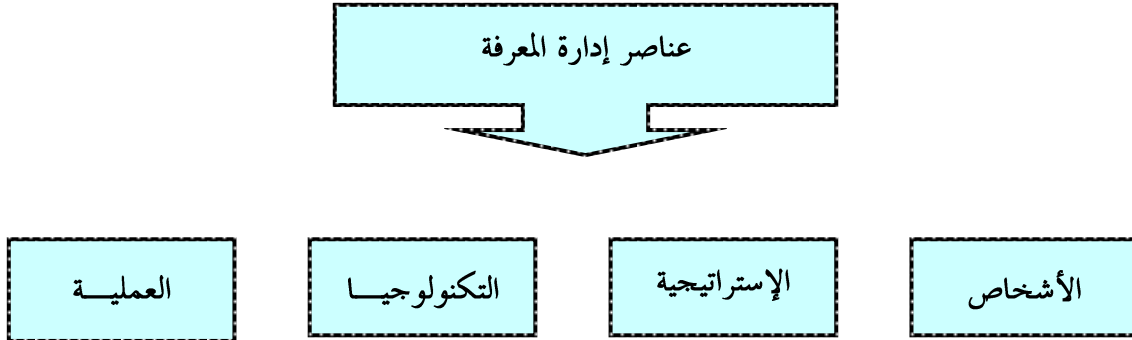 عناصر إدارة المعرفة
الأشخاص
الإستراتيجية
التكنولوجيـــا
العمليـــة